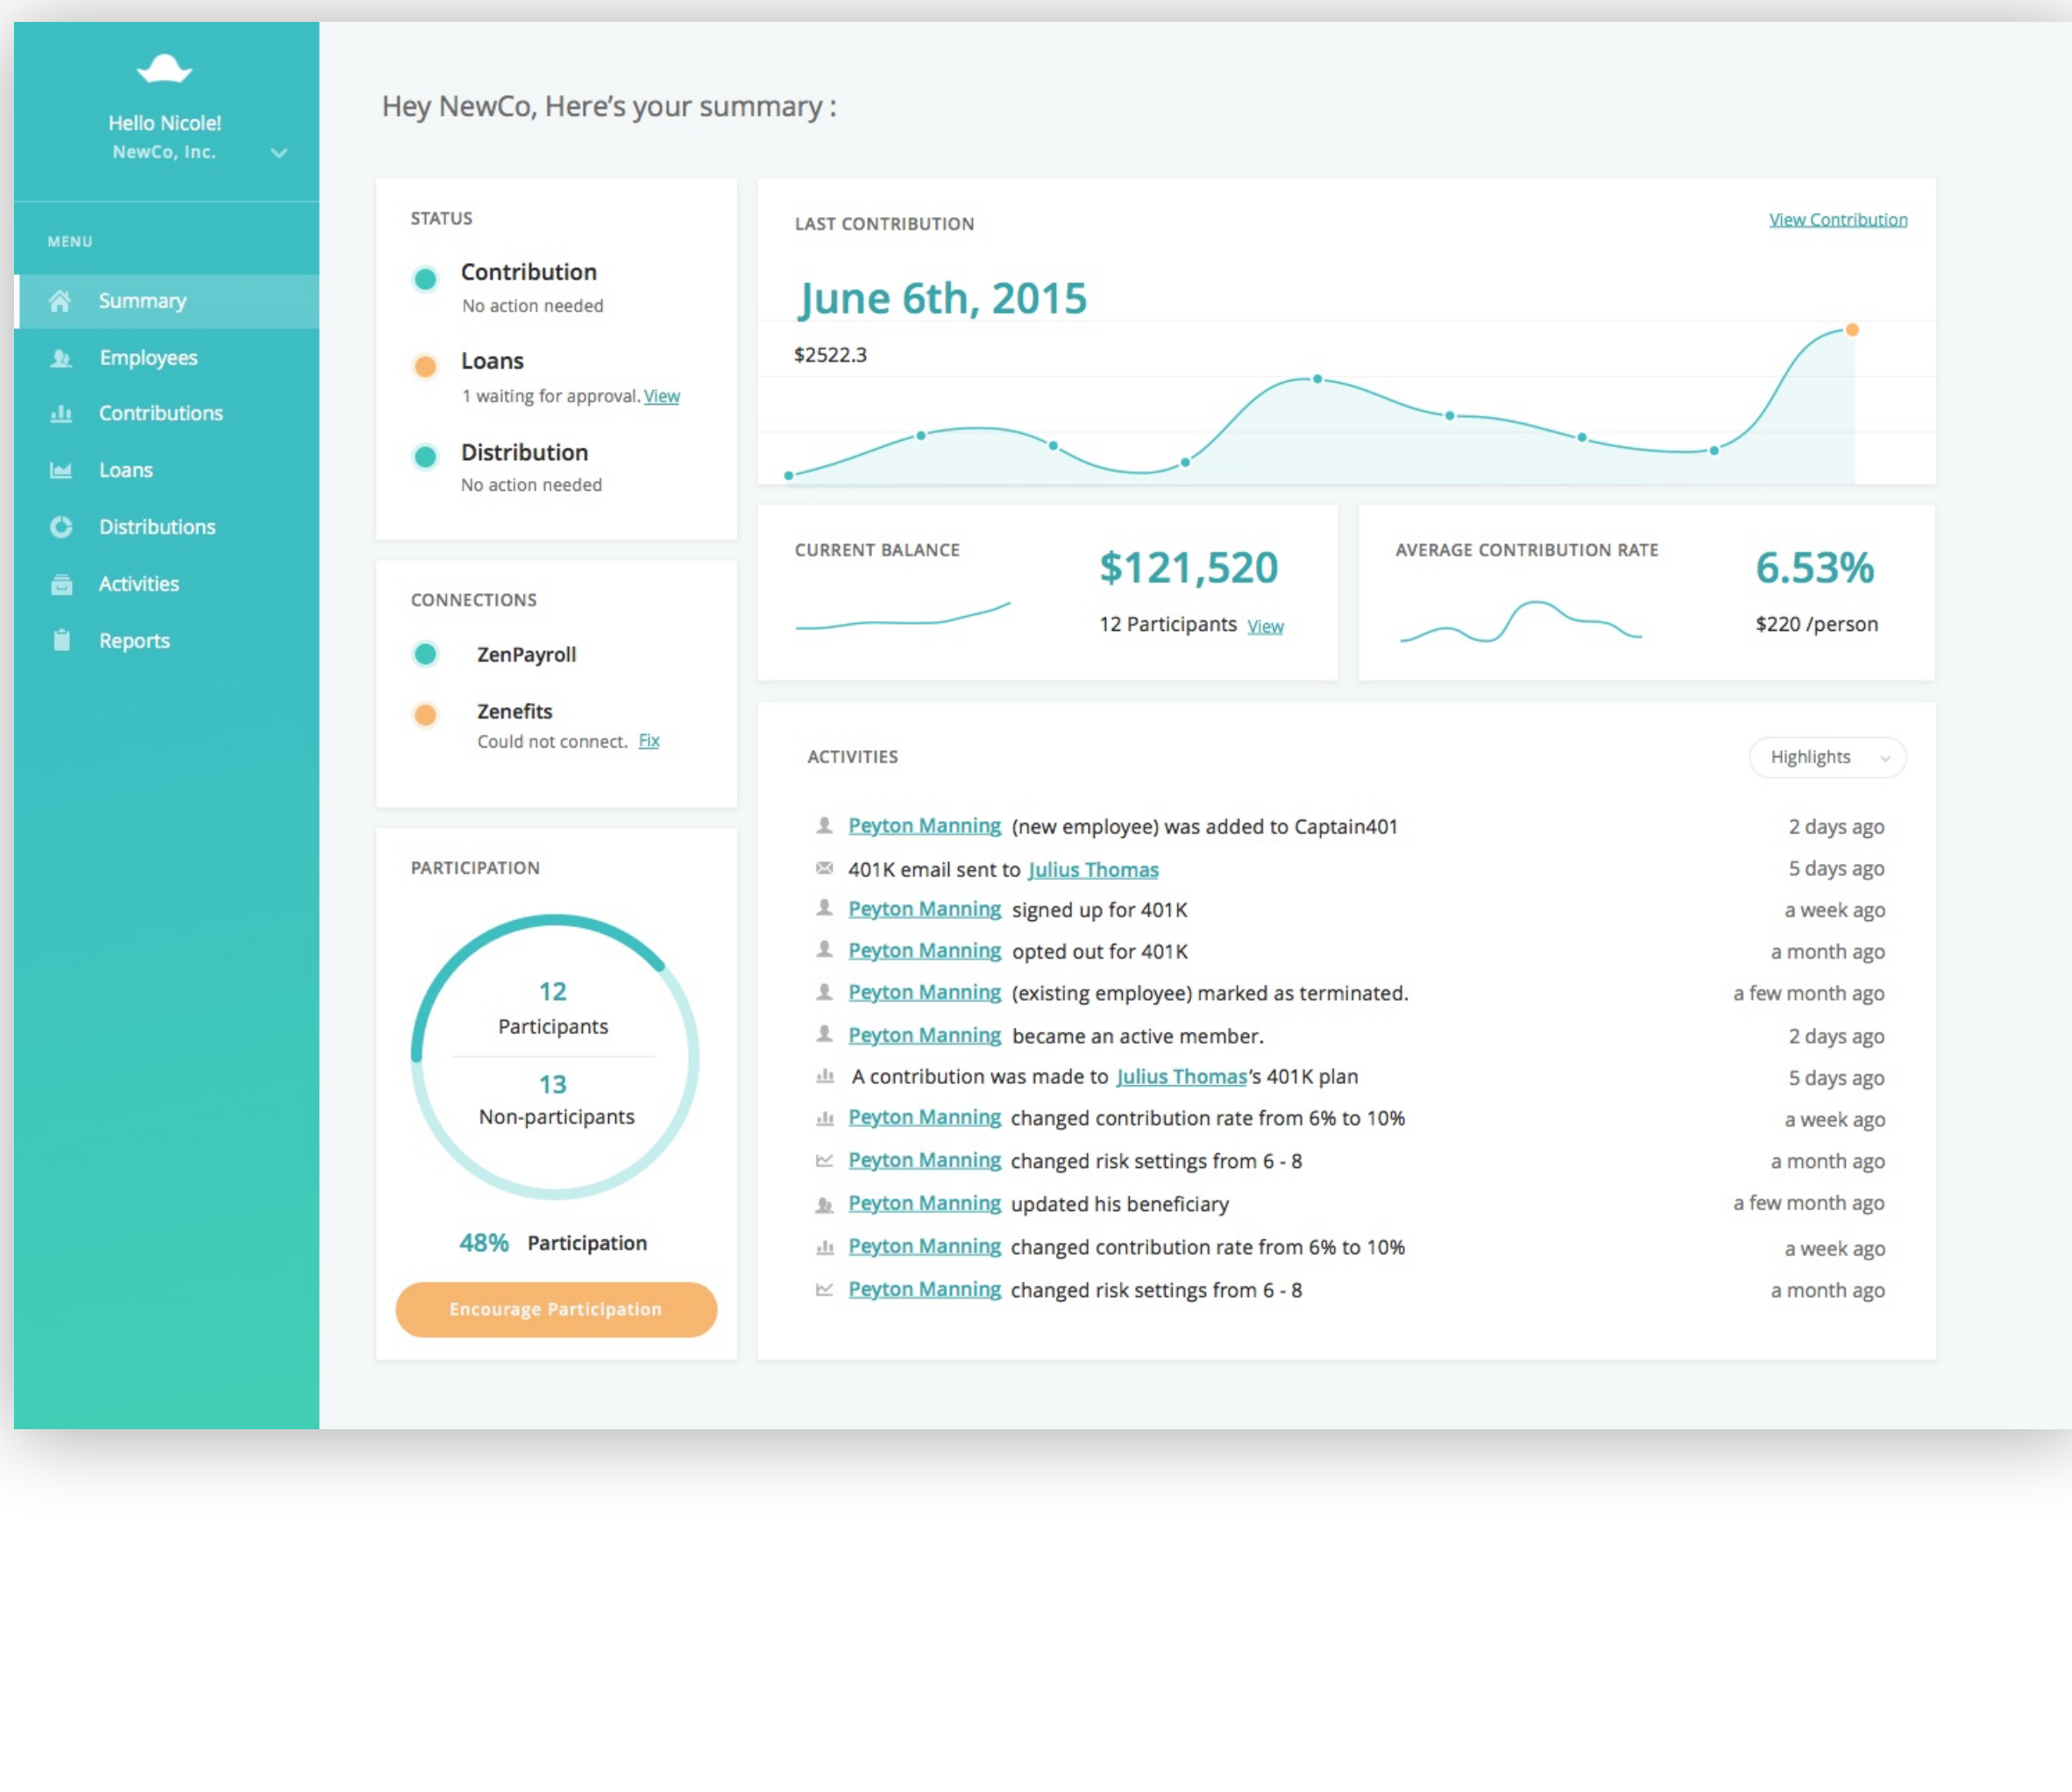 Hello Nicole!
NewCo, Inc.
MENU
Summary
Employees
Contributions
Loans
Distributions
Activities
Reports
Hey NewCo, Here’s your summary :
STATUS
Contribution
No action needed
Loans
1 waiting for approval. View
Distribution
No action needed
CONNECTIONS
ZenPayroll
Zenefits
Could not connect. Fix
PARTICIPATION
12
Participants
13
Non-participants
48% Participation
Encourage Participation
LAST CONTRIBUTION
View Contribution
June 6th, 2015
$2522.3
CURRENT BALANCE
$121,520
12 Participants View
AVERAGE CONTRIBUTION RATE
6.53%
$220 /person
ACTIVITIES
Highlights
Peyton Manning (new employee) was added to Captain401 2 days ago
401K email sent to Julius Thomas 5 days ago
Peyton Manning signed up for 401K a week ago
Peyton Manning opted out for 401K a month ago
Peyton Manning (existing employee) marked as terminated. a few month ago
Peyton Manning became an active member. 2 days ago
A contribution was made to Julius Thomas’s 401K plan 5 days ago
Peyton Manning changed contribution rate from 6% to 10% a week ago
Peyton Manning changed risk settings from 6 - 8 a month ago
Peyton Manning updated his beneficiary a few month ago
Peyton Manning changed contribution rate from 6% to 10% a week ago
Peyton Manning changed risk settings from 6 - 8 a month ago